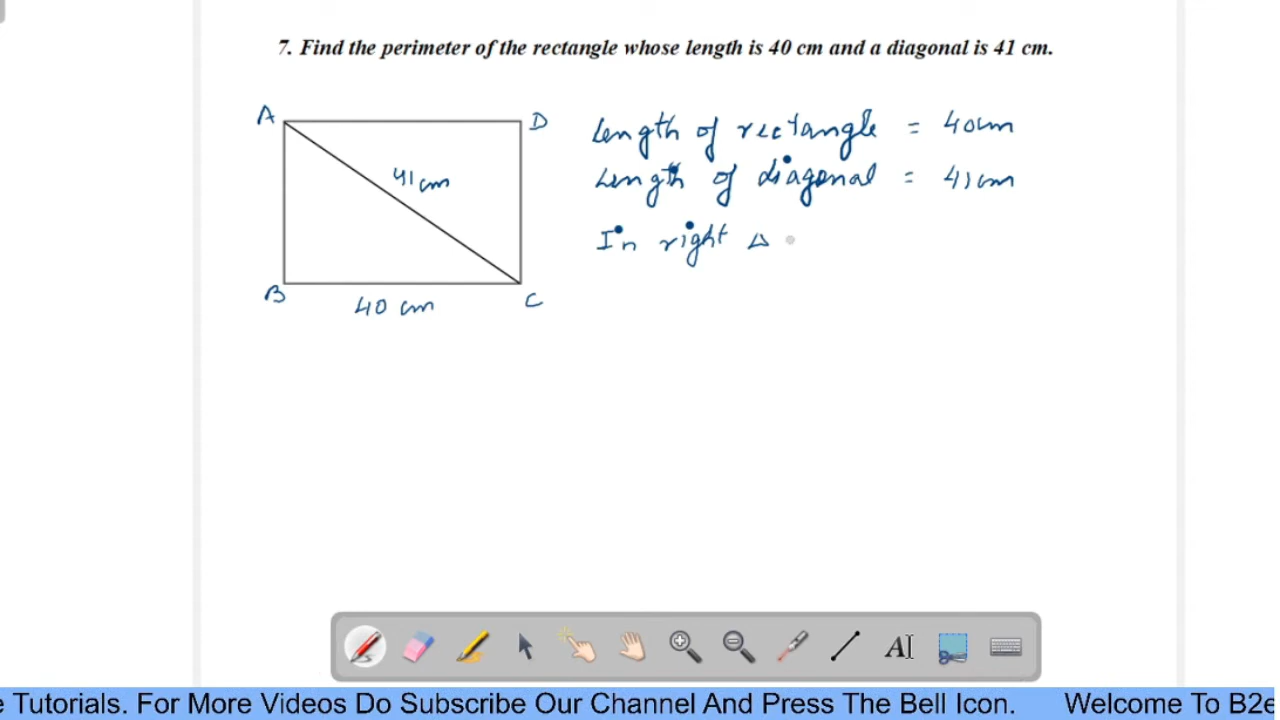 7. Find the perimeter of the rectangle whose length is 40 cm and a diagonal is 41 cm.
A
D
Length of rectangle = 40cm
41 cm
Length of diagonal = 41cm
In right Δ
B
40 cm
C
AI
e Tutorials. For More Videos Do Subscribe Our Channel And Press The Bell Icon. Welcome To B2e